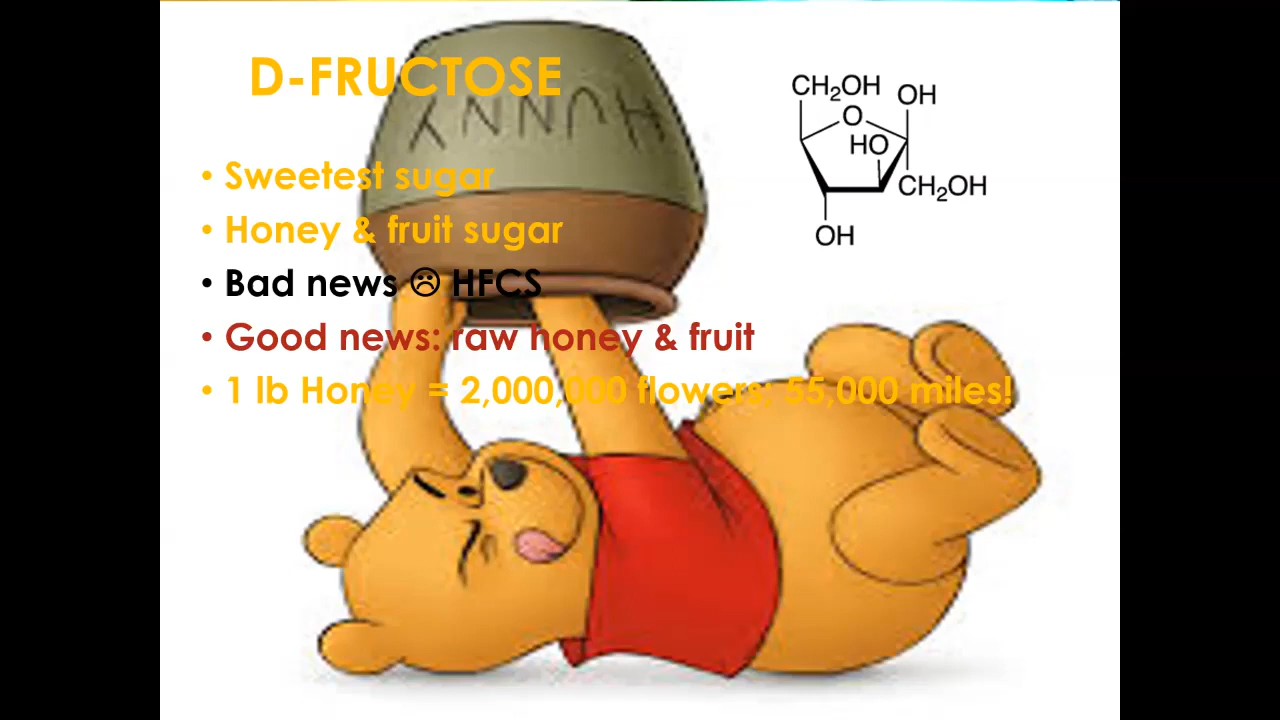 D-FRUCTOSE
HUNNY
• Sweetest sugar
• Honey & fruit sugar
• Bad news ☹ HFCS
• Good news: raw honey & fruit
• 1 lb Honey = 2,000,000 flowers; 55,000 miles!
CH₂OH
OH
O
HO
CH₂OH
OH